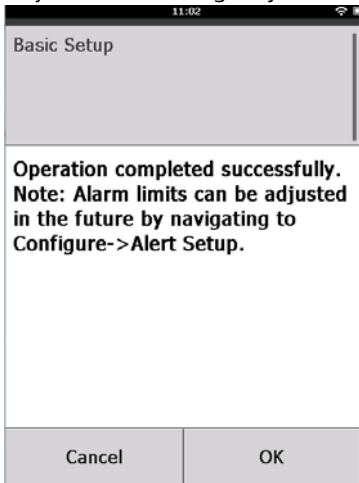 11:02
Basic Setup
Operation completed successfully.
Note: Alarm limits can be adjusted
in the future by navigating to
Configure->Alert Setup.
Cancel
OK